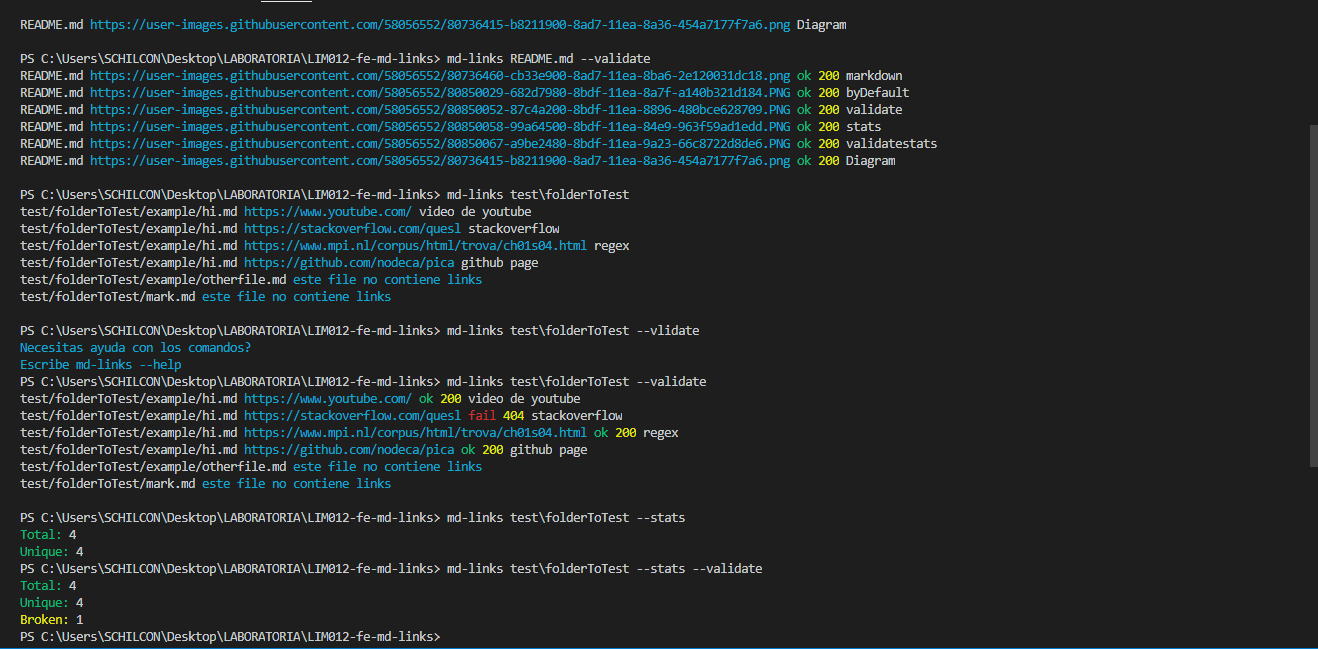 README.md https://user-images.githubusercontent.com/58056552/80736415-b8211900-8ad7-11ea-8a36-454a7177f7a6.png Diagram
PS C:\Users\SCHILCON\Desktop\LABORATORIA\LIM012-fe-md-links> md-links README.md --validate
README.md https://user-images.githubusercontent.com/58056552/80736460-cb33e900-8ad7-11ea-8ba6-2e120031dc18.png ok 200 markdown
README.md https://user-images.githubusercontent.com/58056552/80850029-682d7980-8bdf-11ea-8a7f-a140b321d184.PNG ok 200 byDefault
README.md https://user-images.githubusercontent.com/58056552/80850052-87c4a200-8bdf-11ea-8896-480bce628709.PNG ok 200 validate
README.md https://user-images.githubusercontent.com/58056552/80850058-99a64500-8bdf-11ea-84e9-963f59ad1edd.PNG ok 200 stats
README.md https://user-images.githubusercontent.com/58056552/80850067-a9be2480-8bdf-11ea-9a23-66c8722d8de6.PNG ok 200 validatestats
README.md https://user-images.githubusercontent.com/58056552/80736415-b8211900-8ad7-11ea-8a36-454a7177f7a6.png ok 200 Diagram
PS C:\Users\SCHILCON\Desktop\LABORATORIA\LIM012-fe-md-links> md-links test\folderToTest
test/folderToTest/example/hi.md https://www.youtube.com/ video de youtube
test/folderToTest/example/hi.md https://stackoverflow.com/quesl stackoverflow
test/folderToTest/example/hi.md https://www.mpi.nl/corpus/html/trova/ch01s04.html regex
test/folderToTest/example/hi.md https://github.com/nodeca/pica github page
test/folderToTest/example/otherfile.md este file no contiene links
test/folderToTest/mark.md este file no contiene links
PS C:\Users\SCHILCON\Desktop\LABORATORIA\LIM012-fe-md-links> md-links test\folderToTest --vlidate
Necesitas ayuda con los comandos?
Escribe md-links --help
PS C:\Users\SCHILCON\Desktop\LABORATORIA\LIM012-fe-md-links> md-links test\folderToTest --validate
test/folderToTest/example/hi.md https://www.youtube.com/ ok 200 video de youtube
test/folderToTest/example/hi.md https://stackoverflow.com/quesl fail 404 stackoverflow
test/folderToTest/example/hi.md https://www.mpi.nl/corpus/html/trova/ch01s04.html ok 200 regex
test/folderToTest/example/hi.md https://github.com/nodeca/pica ok 200 github page
test/folderToTest/example/otherfile.md este file no contiene links
test/folderToTest/mark.md este file no contiene links
PS C:\Users\SCHILCON\Desktop\LABORATORIA\LIM012-fe-md-links> md-links test\folderToTest --stats
Total: 4
Unique: 4
PS C:\Users\SCHILCON\Desktop\LABORATORIA\LIM012-fe-md-links> md-links test\folderToTest --stats --validate
Total: 4
Unique: 4
Broken: 1
PS C:\Users\SCHILCON\Desktop\LABORATORIA\LIM012-fe-md-links>